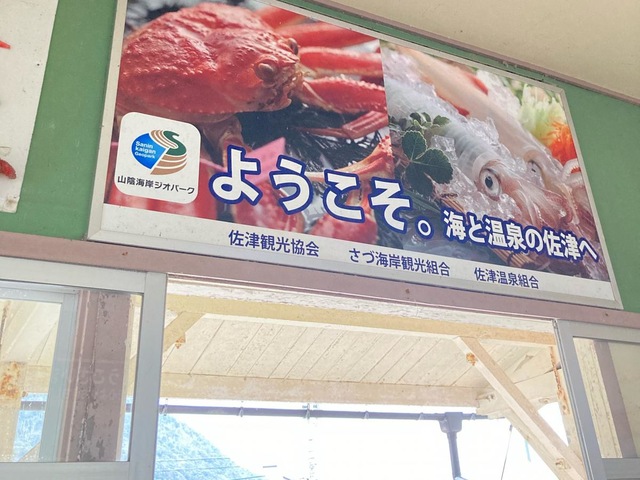 Sanin
kaigan
Geopark
山陰海岸ジオパーク
ようこそ。海と温泉の佐津へ
佐津観光協会 さづ海岸観光組合 佐津温泉組合